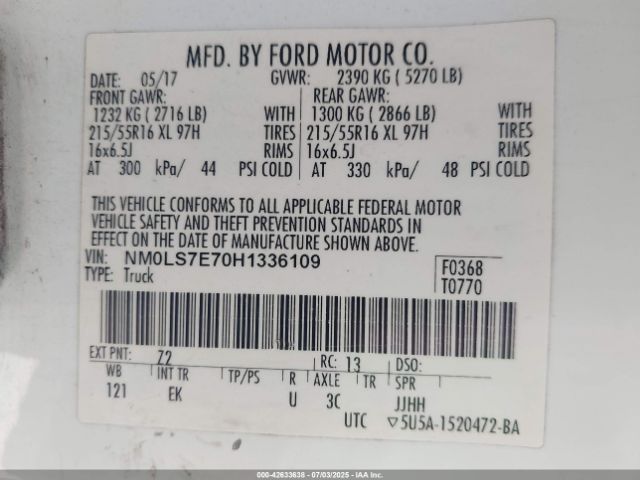 MFD. BY FORD MOTOR CO.
DATE: 05/17 GVWR: 2390 KG ( 5270 LB)
FRONT GAWR: REAR GAWR:
1232 KG ( 2716 LB) WITH 1300 KG ( 2866 LB) WITH
215/55R16 XL 97H TIRES 215/55R16 XL 97H TIRES
16x6.5J RIMS 16x6.5J RIMS
AT 300 kPa/ 44 PSI COLD AT 330 kPa/ 48 PSI COLD
THIS VEHICLE CONFORMS TO ALL APPLICABLE FEDERAL MOTOR
VEHICLE SAFETY AND THEFT PREVENTION STANDARDS IN
EFFECT ON THE DATE OF MANUFACTURE SHOWN ABOVE.
VIN: NM0LS7E70H1336109 F0368
TYPE: Truck T0770
EXT PNT: Z2 RC: 13 DSO:
WB INT TR TP/PS R AXLE TR SPR
121 EK U 3C JJHH
UTC ▽5U5A-1520472-BA
000-42633638 - 07/03/2025 - IAAI.com